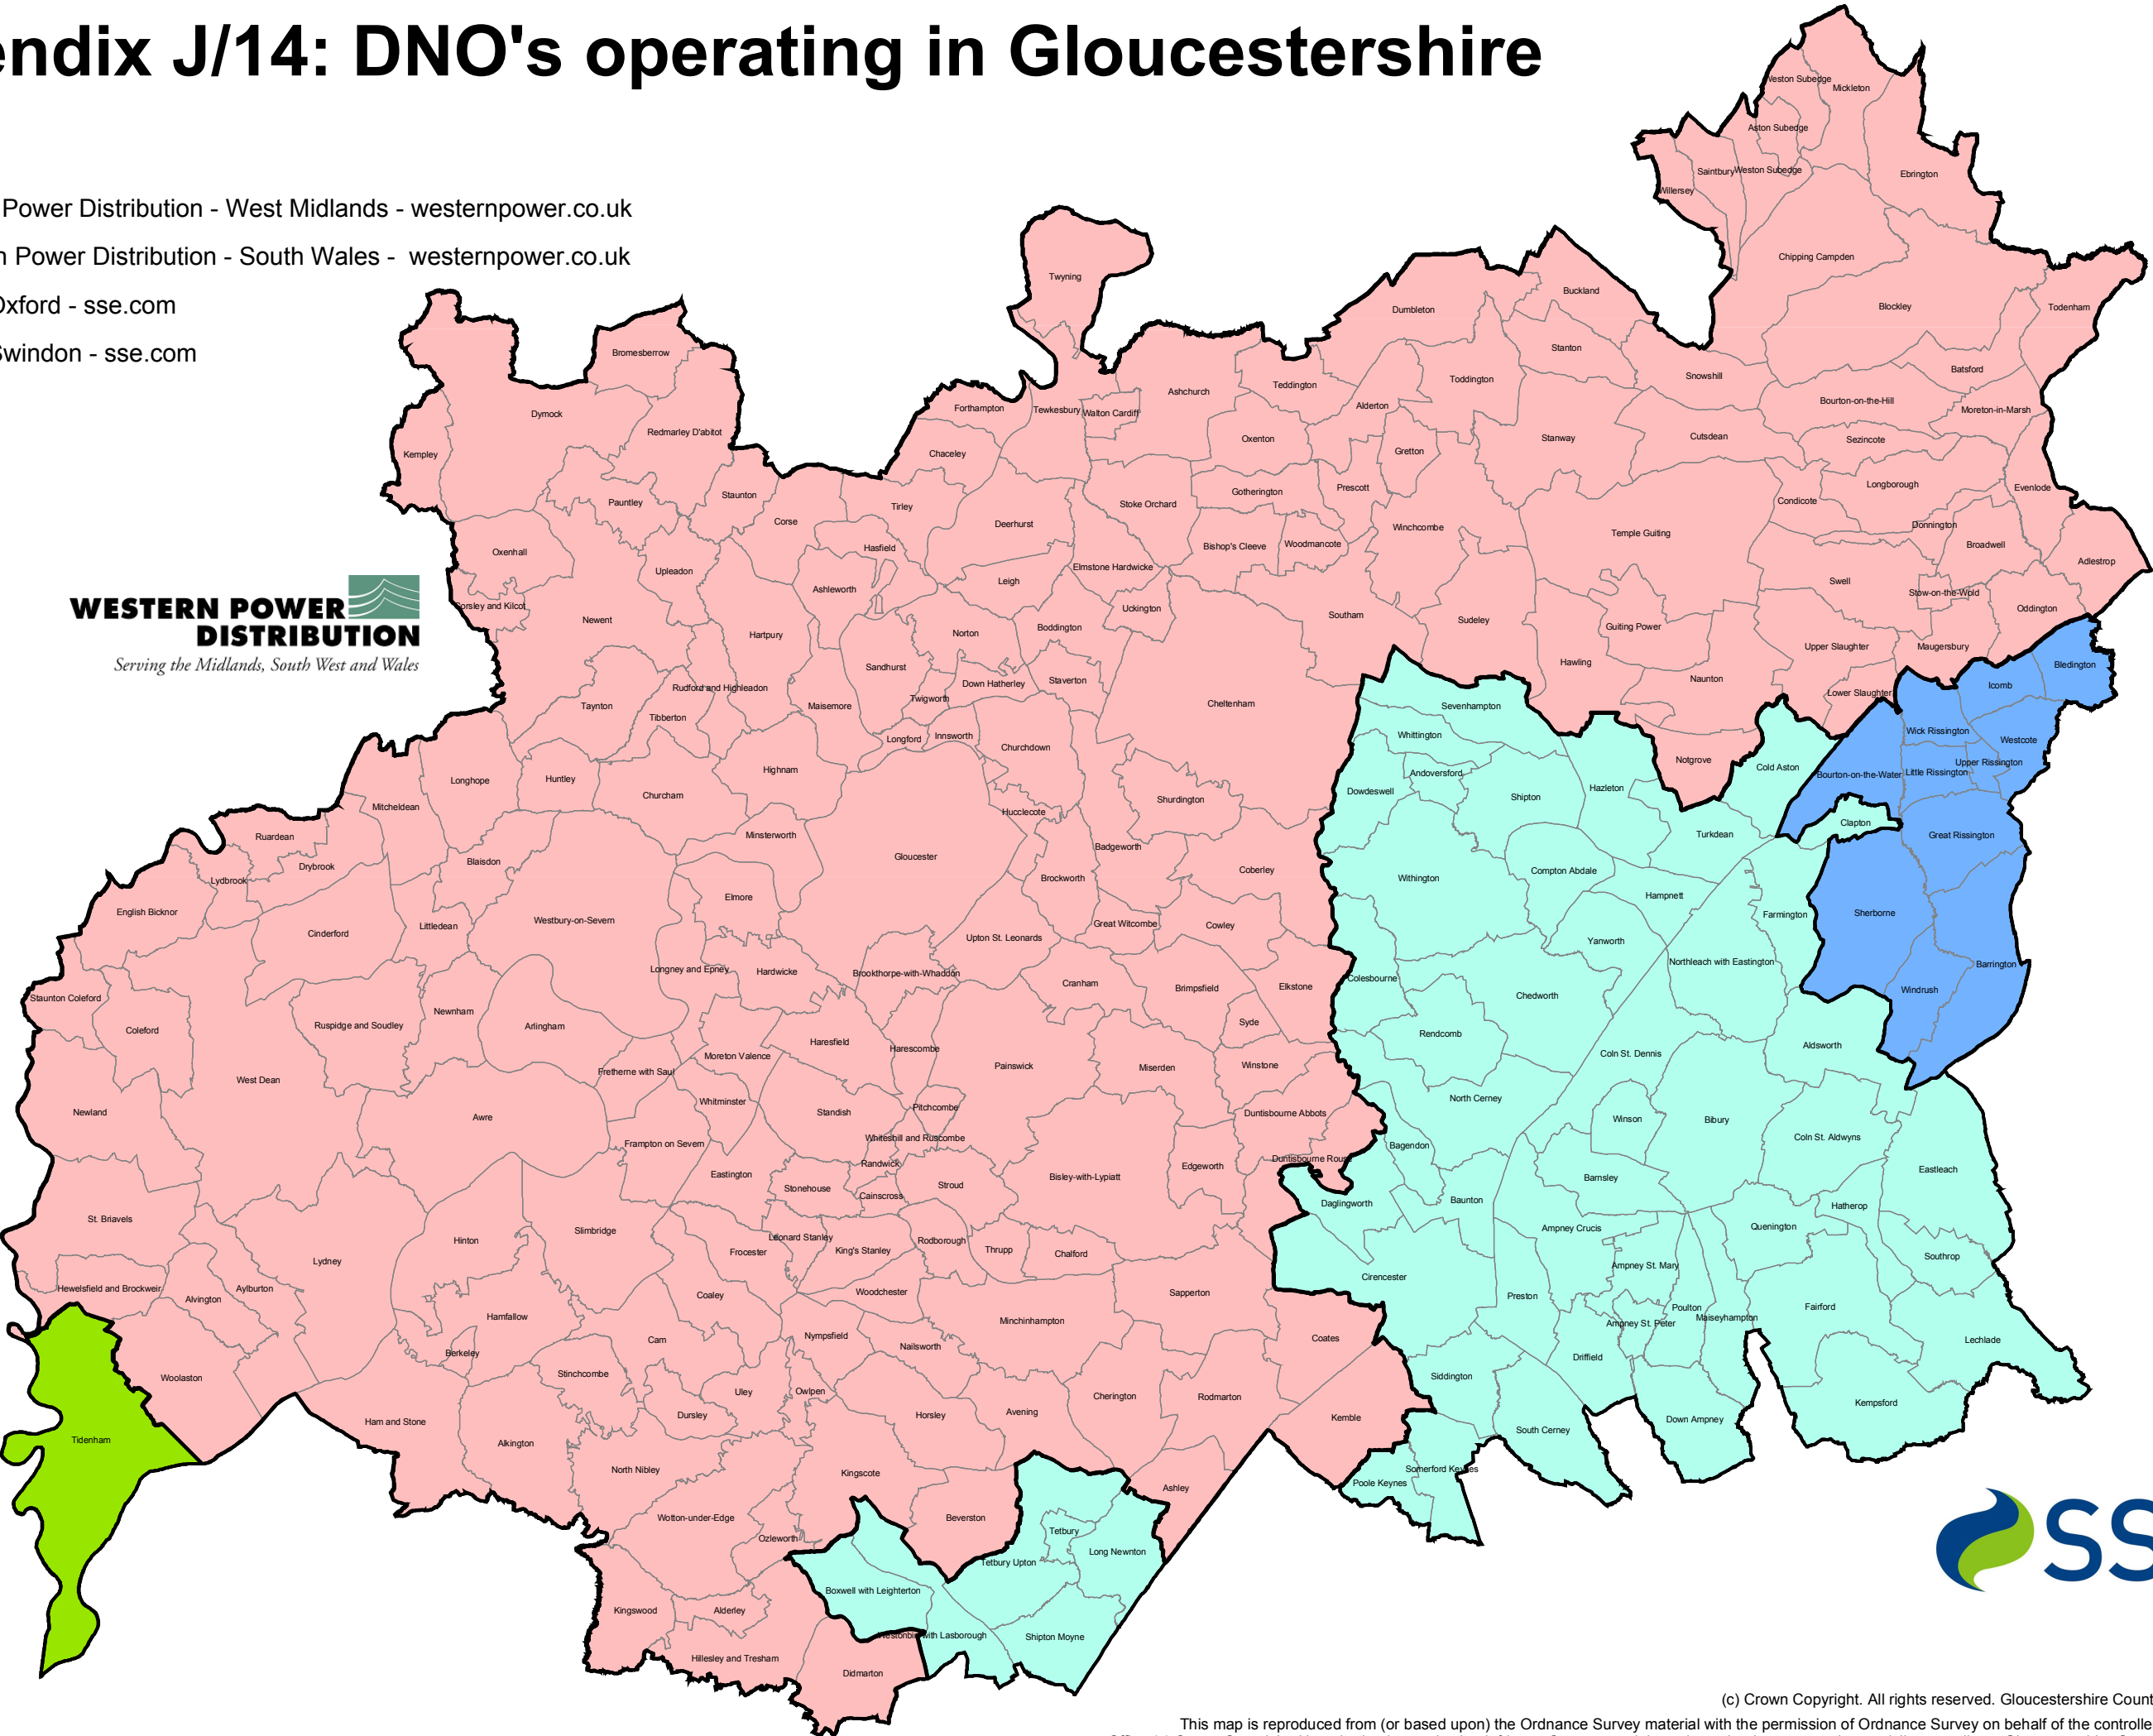 endix J/14: DNO's operating in Gloucestershire
Power Distribution - West Midlands - westernpower.co.uk
n Power Distribution - South Wales - westernpower.co.uk
Oxford - sse.com
Swindon - sse.com
WESTERN POWER
DISTRIBUTION
Serving the Midlands, South West and Wales
Weston Subedge
Mickleton
Aston Subedge
Saintbury
Weston Subedge
Ebrington
Willersey
Chipping Campden
Twyning
Buckland
Dumbleton
Blockley
Todenham
Bromesberrow
Stanton
Snowshill
Batsford
Teddington
Toddington
Ashchurch
Bourton-on-the-Hill
Alderton
Moreton-in-Marsh
Forthampton
Tewkesbury
Walton Cardiff
Dymock
Redmarley D'abitot
Oxenton
Stanway
Cutsdean
Sezincote
Kempley
Chaceley
Gretton
Longborough
Prescott
Evenlode
Gotherington
Staunton
Pauntley
Tirley
Stoke Orchard
Condicote
Corse
Deerhurst
Winchcombe
Donnington
Temple Guiting
Broadwell
Oxenhall
Hasfield
Bishop's Cleeve
Woodmancote
Adlestrop
Upleadon
Elmstone Hardwicke
Leigh
Swell
Ashleworth
Stow-on-the-Wold
Gorsley and Kilcot
Uckington
Oddington
Newent
Southam
Sudeley
Guiting Power
Hartpury
Norton
Boddington
Upper Slaughter
Maugersbury
Sandhurst
Hawling
Bledington
Rudford and Highleadon
Down Hatherley
Staverton
Naunton
Icomb
Twigworth
Lower Slaughter
Taynton
Tibberton
Maisemore
Cheltenham
Sevenhampton
Longford
Innsworth
Whittington
Wick Rissington
Westcote
Churchdown
Notgrove
Cold Aston
Upper Rissington
Longhope
Huntley
Highnam
Andoversford
Bourton-on-the-Water
Little Rissington
Churcham
Shurdington
Dowdeswell
Shipton
Hazleton
Mitcheldean
Hucclecote
Clapton
Ruardean
Minsterworth
Turkdean
Great Rissington
Drybrook
Blaisdon
Gloucester
Badgeworth
Lydbrook
Brockworth
Coberley
Withington
Compton Abdale
Elmore
Hampnett
English Bicknor
Westbury-on-Severn
Farmington
Sherborne
Cinderford
Littledean
Upton St. Leonards
Great Witcombe
Cowley
Yanworth
Longney and Epney
Hardwicke
Brookthorpe-with-Whaddon
Northleach with Eastington
Barrington
Cranham
Brimpsfield
Elkstone
Colesbourne
Windrush
Staunton Coleford
Chedworth
Newnham
Coleford
Ruspidge and Soudley
Arlingham
Syde
Rendcomb
Haresfield
Harescombe
Aldsworth
Moreton Valence
Coln St. Dennis
Painswick
Miserden
Winstone
West Dean
Fretherne with Saul
Whitminster
North Cerney
Newland
Awre
Standish
Pitchcombe
Duntisbourne Abbots
Winson
Bibury
Whiteshill and Ruscombe
Coln St. Aldwyns
Frampton on Severn
Bagendon
Randwick
Duntisbourne Rouse
Edgeworth
Eastleach
Eastington
Bisley-with-Lypiatt
Barnsley
Stonehouse
Stroud
Cainscross
Daglingworth
Baunton
Hatherop
St. Briavels
Slimbridge
Ampney Crucis
Quenington
Hinton
Leonard Stanley
Rodborough
Frocester
King's Stanley
Thrupp
Chalford
Southrop
Lydney
Ampney St. Mary
Cirencester
Hewelsfield and Brockweir
Aylburton
Alvington
Coaley
Woodchester
Sapperton
Preston
Poulton
Fairford
Hamfallow
Minchinhampton
Maiseyhampton
Ampney St. Peter
Nympsfield
Coates
Cam
Nailsworth
Lechlade
Berkeley
Driffield
Stinchcombe
Woolaston
Siddington
Uley
Owlpen
Cherington
Rodmarton
Kempsford
Dursley
Horsley
Avening
Kemble
Down Ampney
Ham and Stone
South Cerney
Tidenham
Alkington
North Nibley
Kingscote
Somerford Keynes
Poole Keynes
Ashley
Wotton-under-Edge
Beverston
Ozleworth
Tetbury
Long Newnton
Tetbury Upton
Boxwell with Leighterton
Kingswood
Alderley
with Lasborough
Shipton Moyne
Hillesley and Tresham
Didmarton
SS
(c) Crown Copyright. All rights reserved. Gloucestershire Count
This map is reproduced from (or based upon) the Ordnance Survey material with the permission of Ordnance Survey on behalf of the controlle